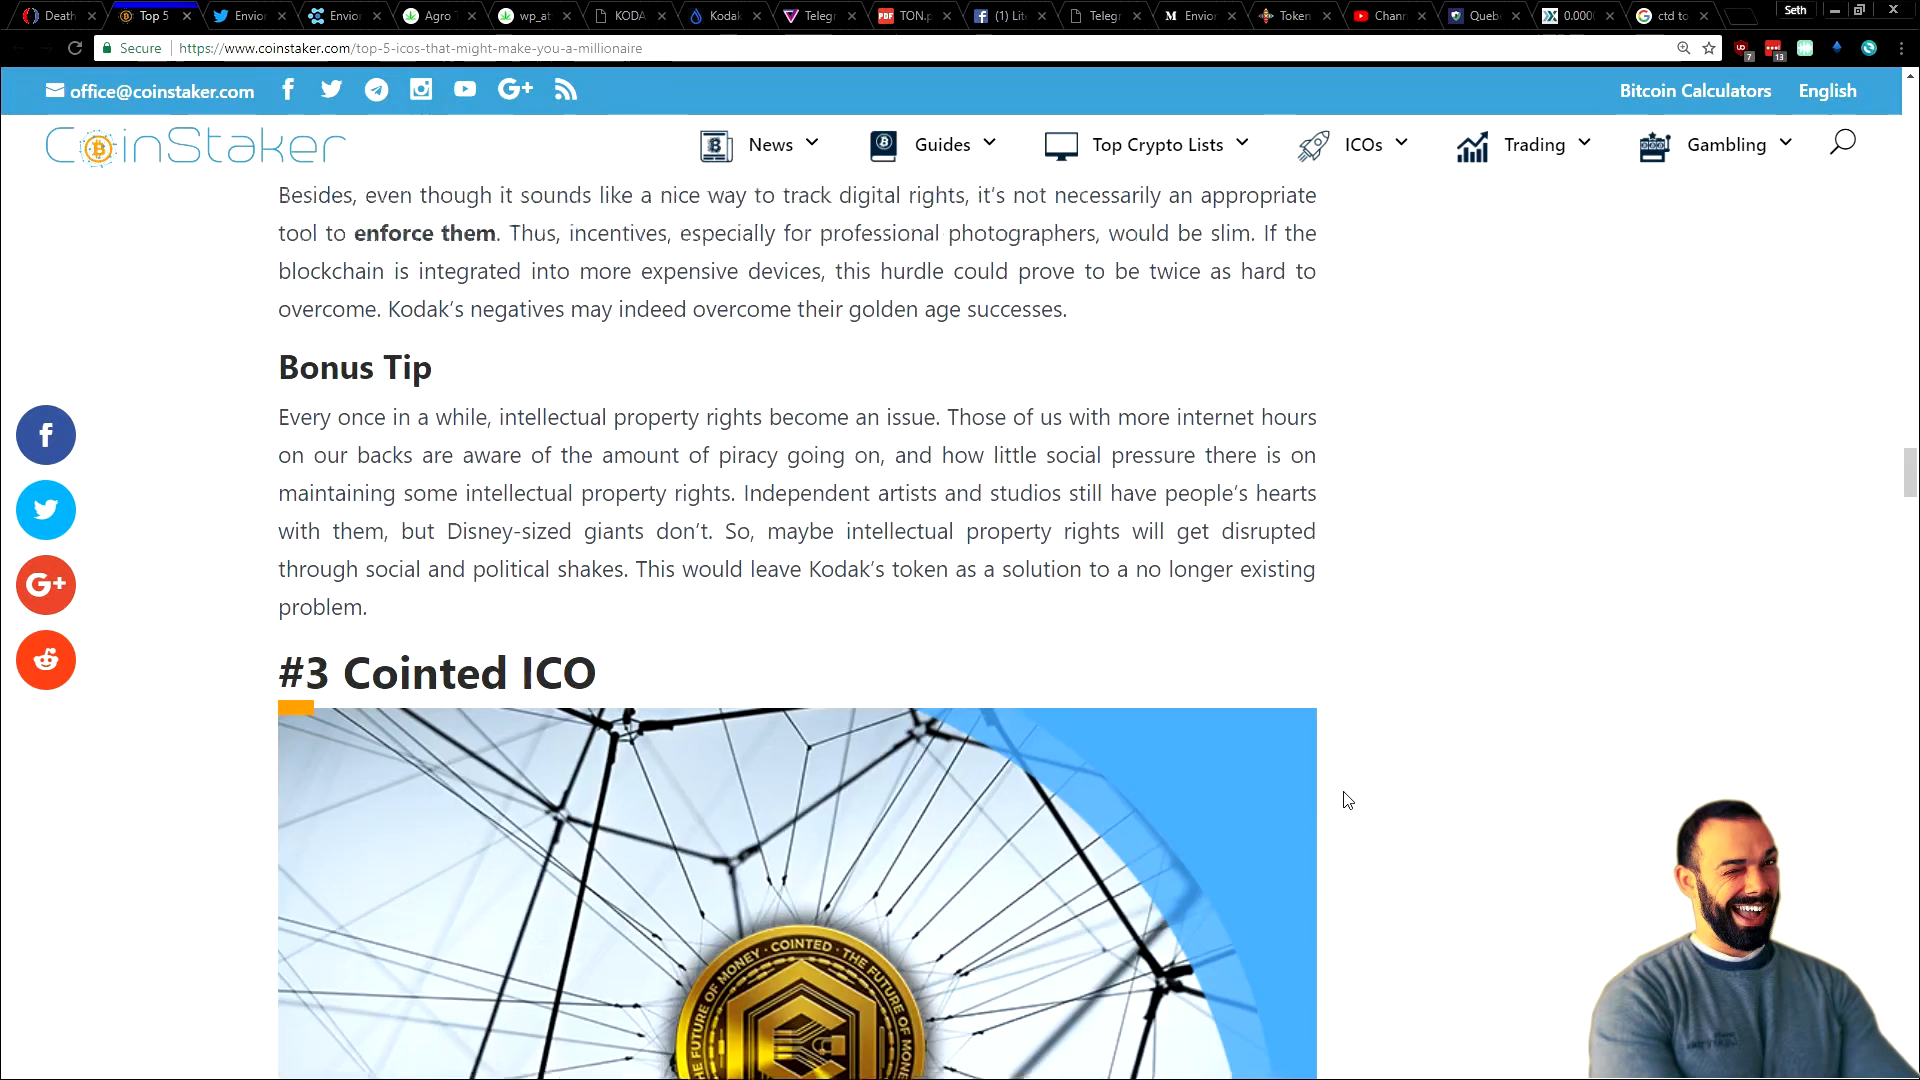 Death
Top 5
Envior
Envior
Agro
wp_at
KODA
Kodak
Telegr
TON.p
(1) Lit
Telegr
Envior
Token
Chann
Queb
0.000
ctd to
Seth
Secure
https://www.coinstaker.com/top-5-icos-that-might-make-you-a-millionaire
7
13
office@coinstaker.com
Bitcoin Calculators
English
CoinStaker
News
Guides
Top Crypto Lists
ICOs
Trading
Gambling
Besides, even though it sounds like a nice way to track digital rights, it's not necessarily an appropriate
tool to enforce them. Thus, incentives, especially for professional photographers, would be slim. If the
blockchain is integrated into more expensive devices, this hurdle could prove to be twice as hard to
overcome. Kodak's negatives may indeed overcome their golden age successes.
Bonus Tip
Every once in a while, intellectual property rights become an issue. Those of us with more internet hours
on our backs are aware of the amount of piracy going on, and how little social pressure there is on
maintaining some intellectual property rights. Independent artists and studios still have people's hearts
with them, but Disney-sized giants don't. So, maybe intellectual property rights will get disrupted
through social and political shakes. This would leave Kodak's token as a solution to a no longer existing
problem.
#3 Cointed ICO
THE FUTURE OF MONEY · COINTED · THE FUTURE OF MONEY